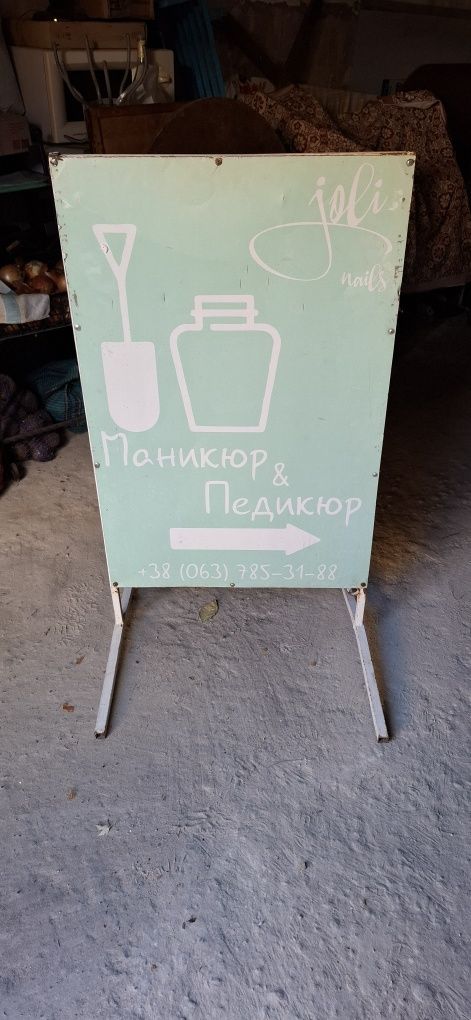 joli
nails
Маникюр
&
Педикюр
+38 (063) 785-31-88